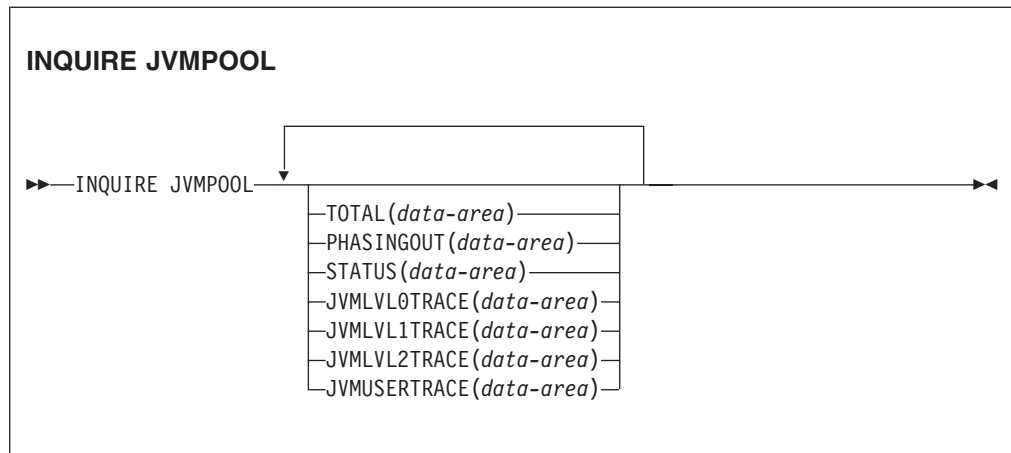 INQUIRE JVMPOOL
INQUIRE JVMPOOL
TOTAL(data-area)
PHASINGOUT(data-area)
STATUS(data-area)
JVMLVL0TRACE(data-area)
JVMLVL1TRACE(data-area)
JVMLVL2TRACE(data-area)
JVMUSERTRACE(data-area)